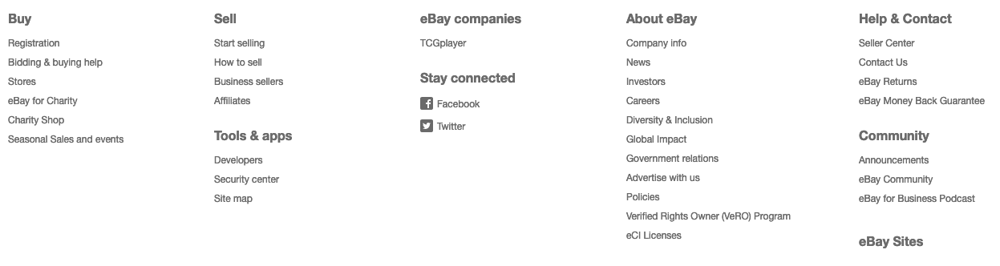 Buy
Registration
Bidding & buying help
Stores
eBay for Charity
Charity Shop
Seasonal Sales and events
Sell
Start selling
How to sell
Business sellers
Affiliates
Tools & apps
Developers
Security center
Site map
eBay companies
TCGplayer
Stay connected
Facebook
Twitter
About eBay
Company info
News
Investors
Careers
Diversity & Inclusion
Global Impact
Government relations
Advertise with us
Policies
Verified Rights Owner (VeRO) Program
eCI Licenses
Help & Contact
Seller Center
Contact Us
eBay Returns
eBay Money Back Guarantee
Community
Announcements
eBay Community
eBay for Business Podcast
eBay Sites